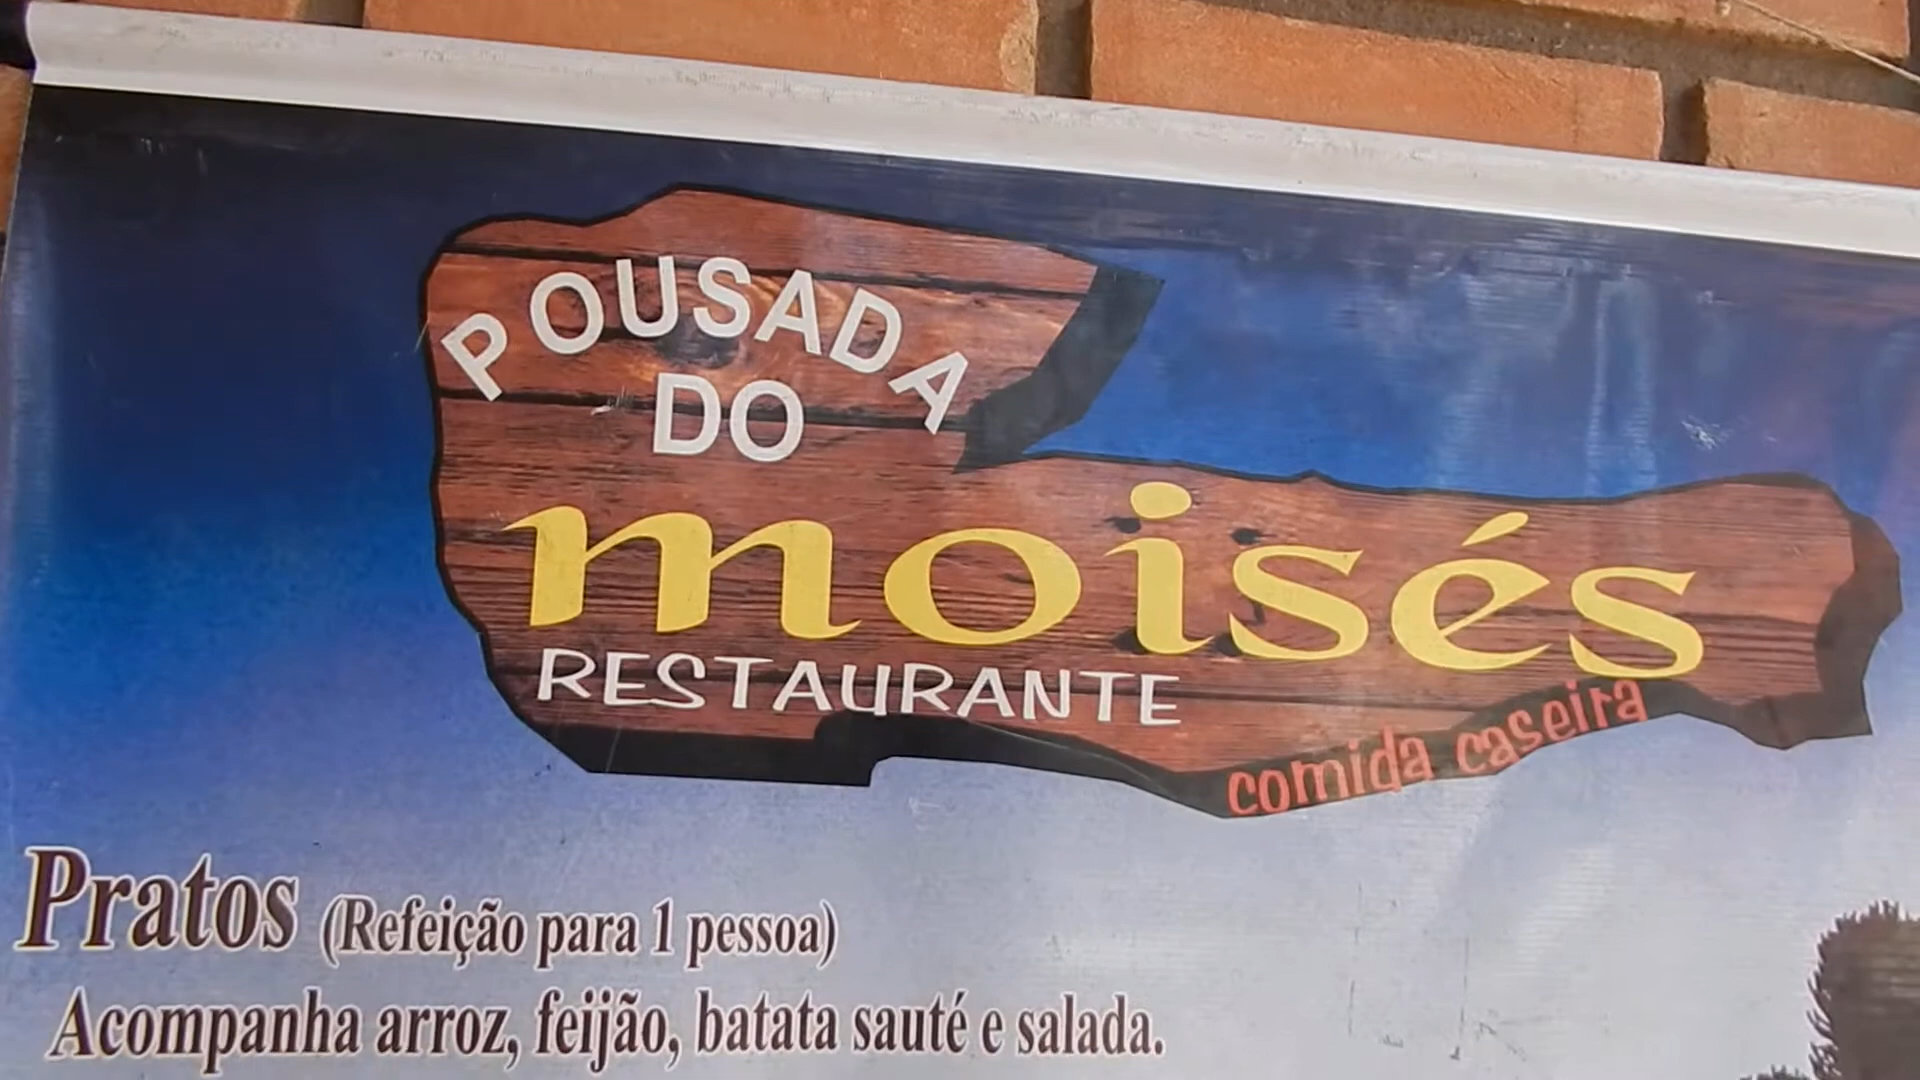 POUSADA
DO
moisés
RESTAURANTE
comida caseira
Pratos (Refeição para 1 pessoa)
Acompanha arroz, feijão, batata sauté e salada.